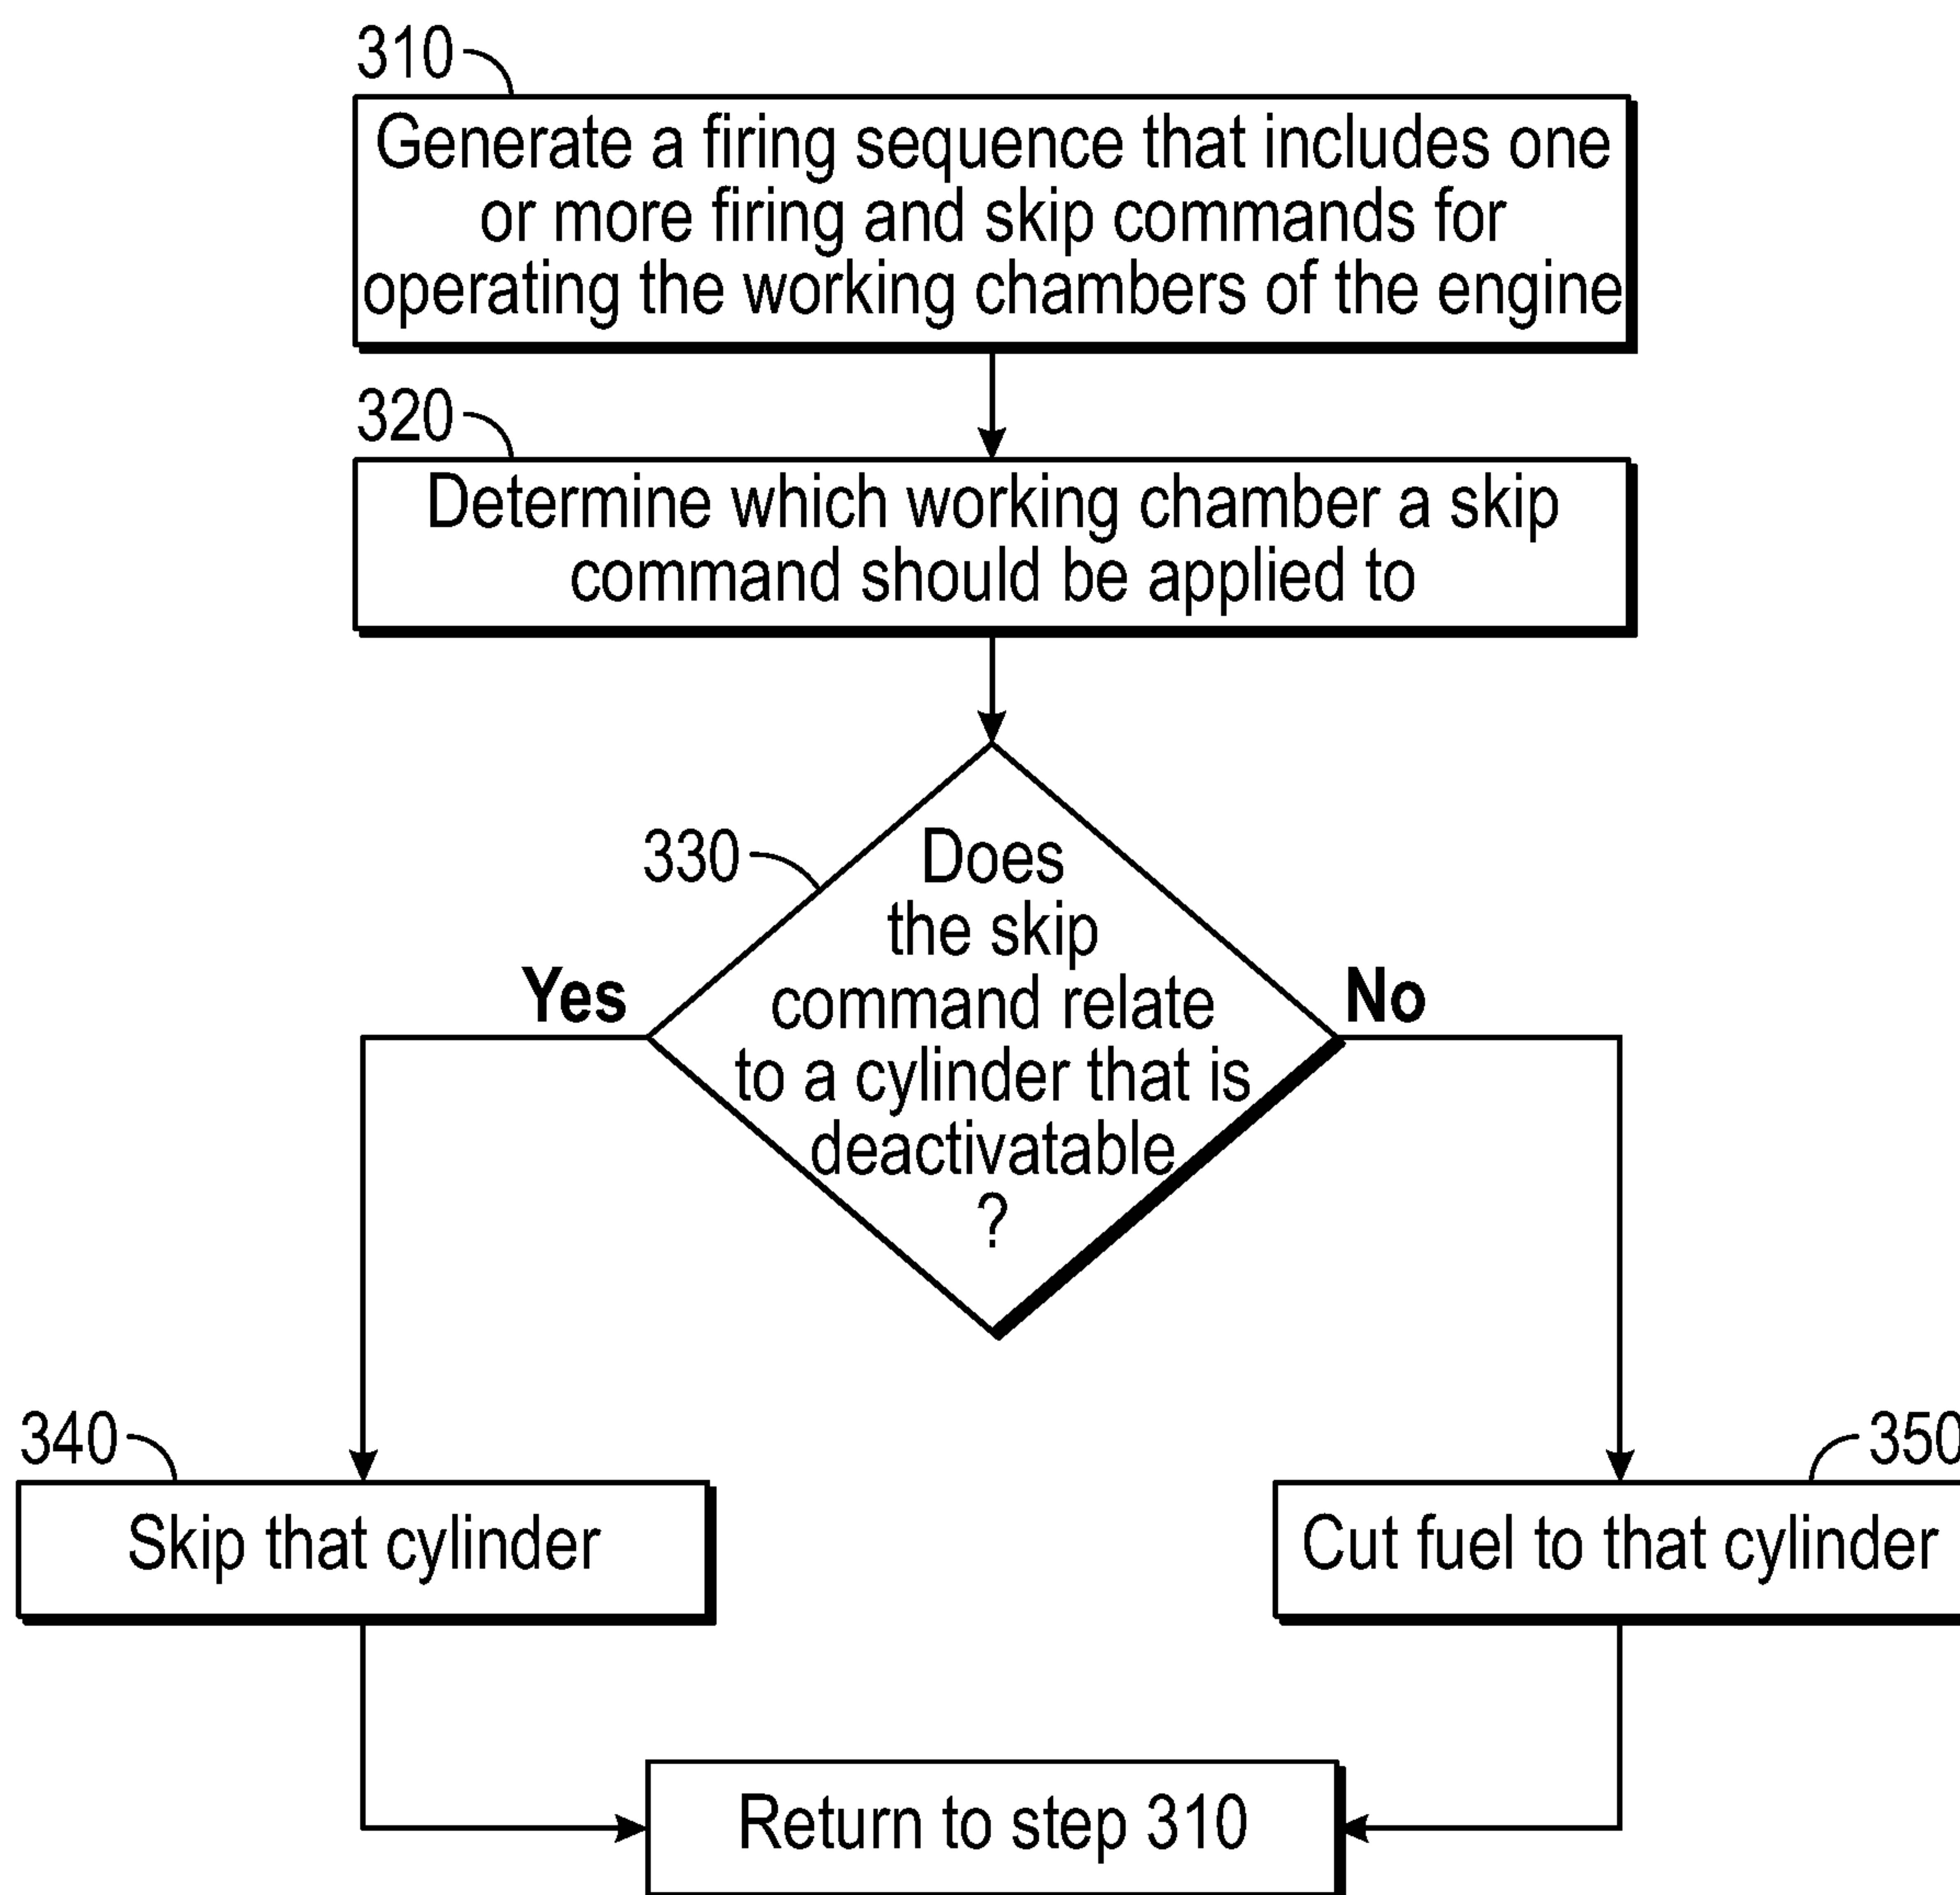 310
Generate a firing sequence that includes one
or more firing and skip commands for
operating the working chambers of the engine
320
Determine which working chamber a skip
command should be applied to
330
Does
the skip
command relate
to a cylinder that is
deactivatable
?
Yes
No
340
Skip that cylinder
350
Cut fuel to that cylinder
Return to step 310